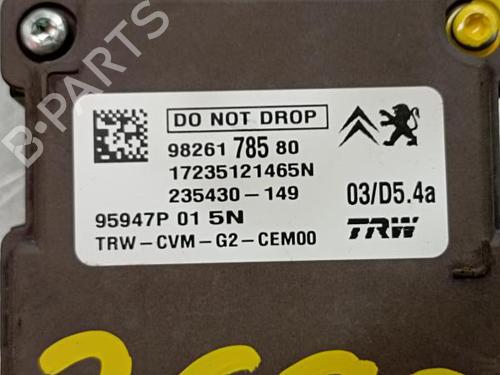 DO NOT DROP
98261 785 80
17235121465N
235430-149
03/D5.4a
95947P 01 5N
TRW-CVM-G2-CEM00
TRW
B-PARTS